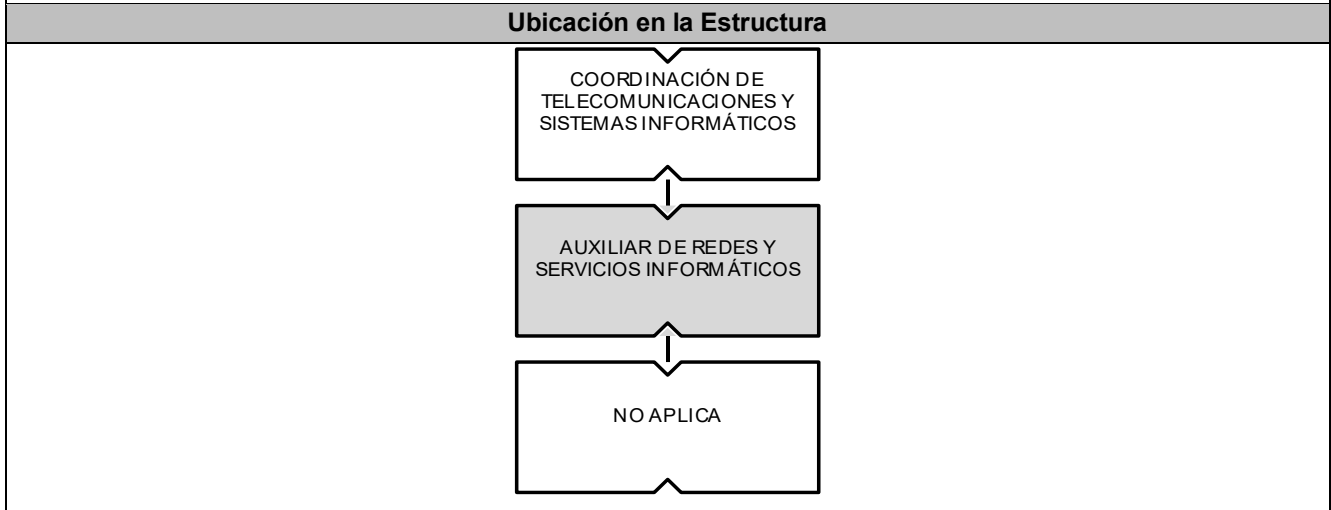 Ubicación en la Estructura
COORDINACIÓN DE
TELECOMUNICACIONES Y
SISTEMAS INFORMÁTICOS
AUXILIAR DE REDES Y
SERVICIOS INFORMÁTICOS
NO APLICA